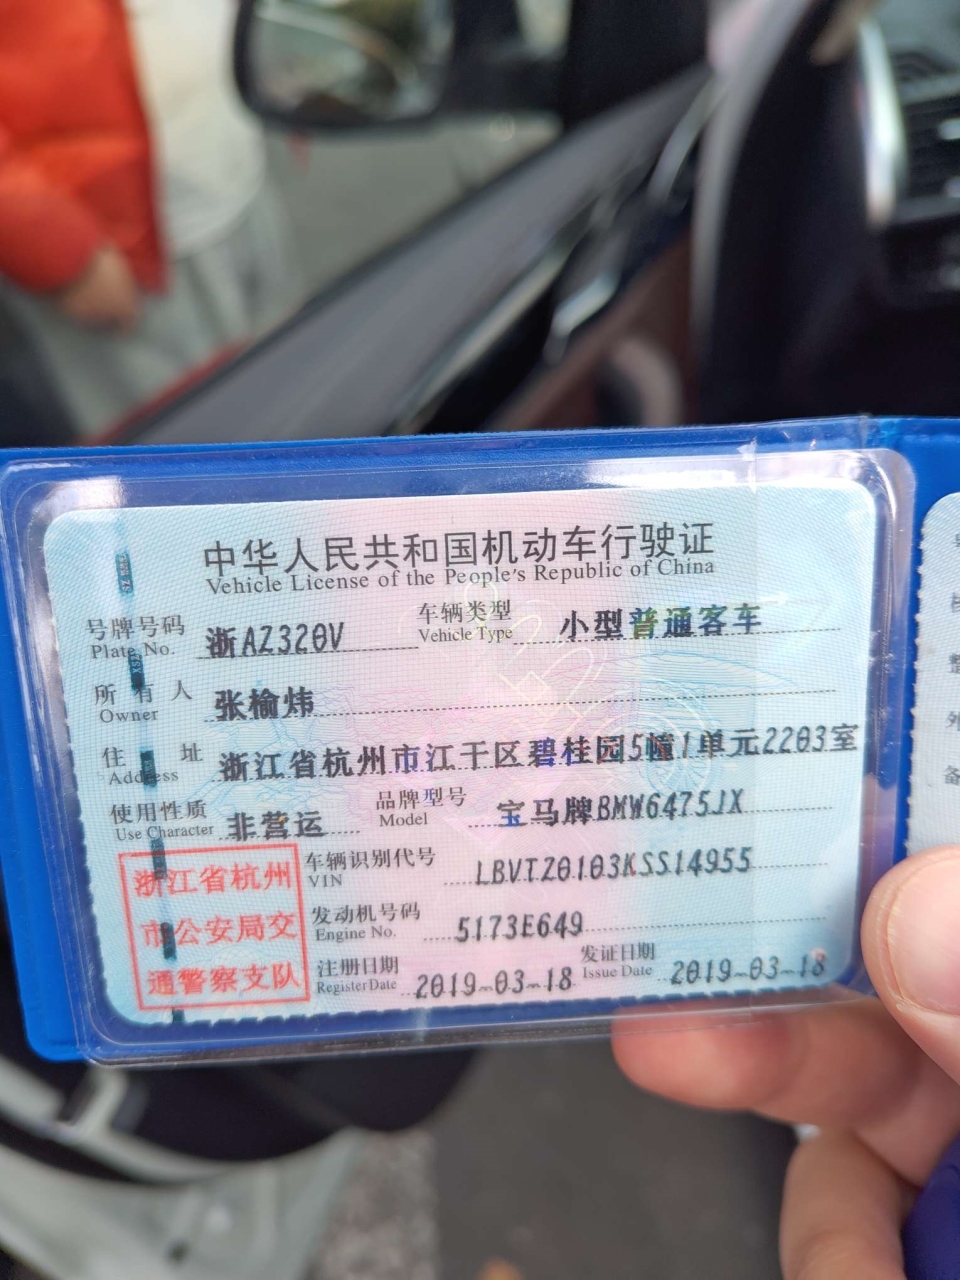 中华人民共和国机动车行驶证
Vehicle License of the People's Republic of China
号牌号码 浙AZ320V 车辆类型 小型普通客车
Plate No. Vehicle Type
所有人 张榆炜
Owner
住址 浙江省杭州市江干区碧桂园5幢1单元2203室
Address
使用性质 非营运 品牌型号 宝马牌BMW6475JX
Use Character Model
浙江省杭州 车辆识别代号 LBVTZ0103KSS14955
VIN
市公安局交 发动机号码 5173E649
Engine No.
通警察支队 注册日期 2019-03-18 发证日期 2019-03-18
Register Date Issue Date